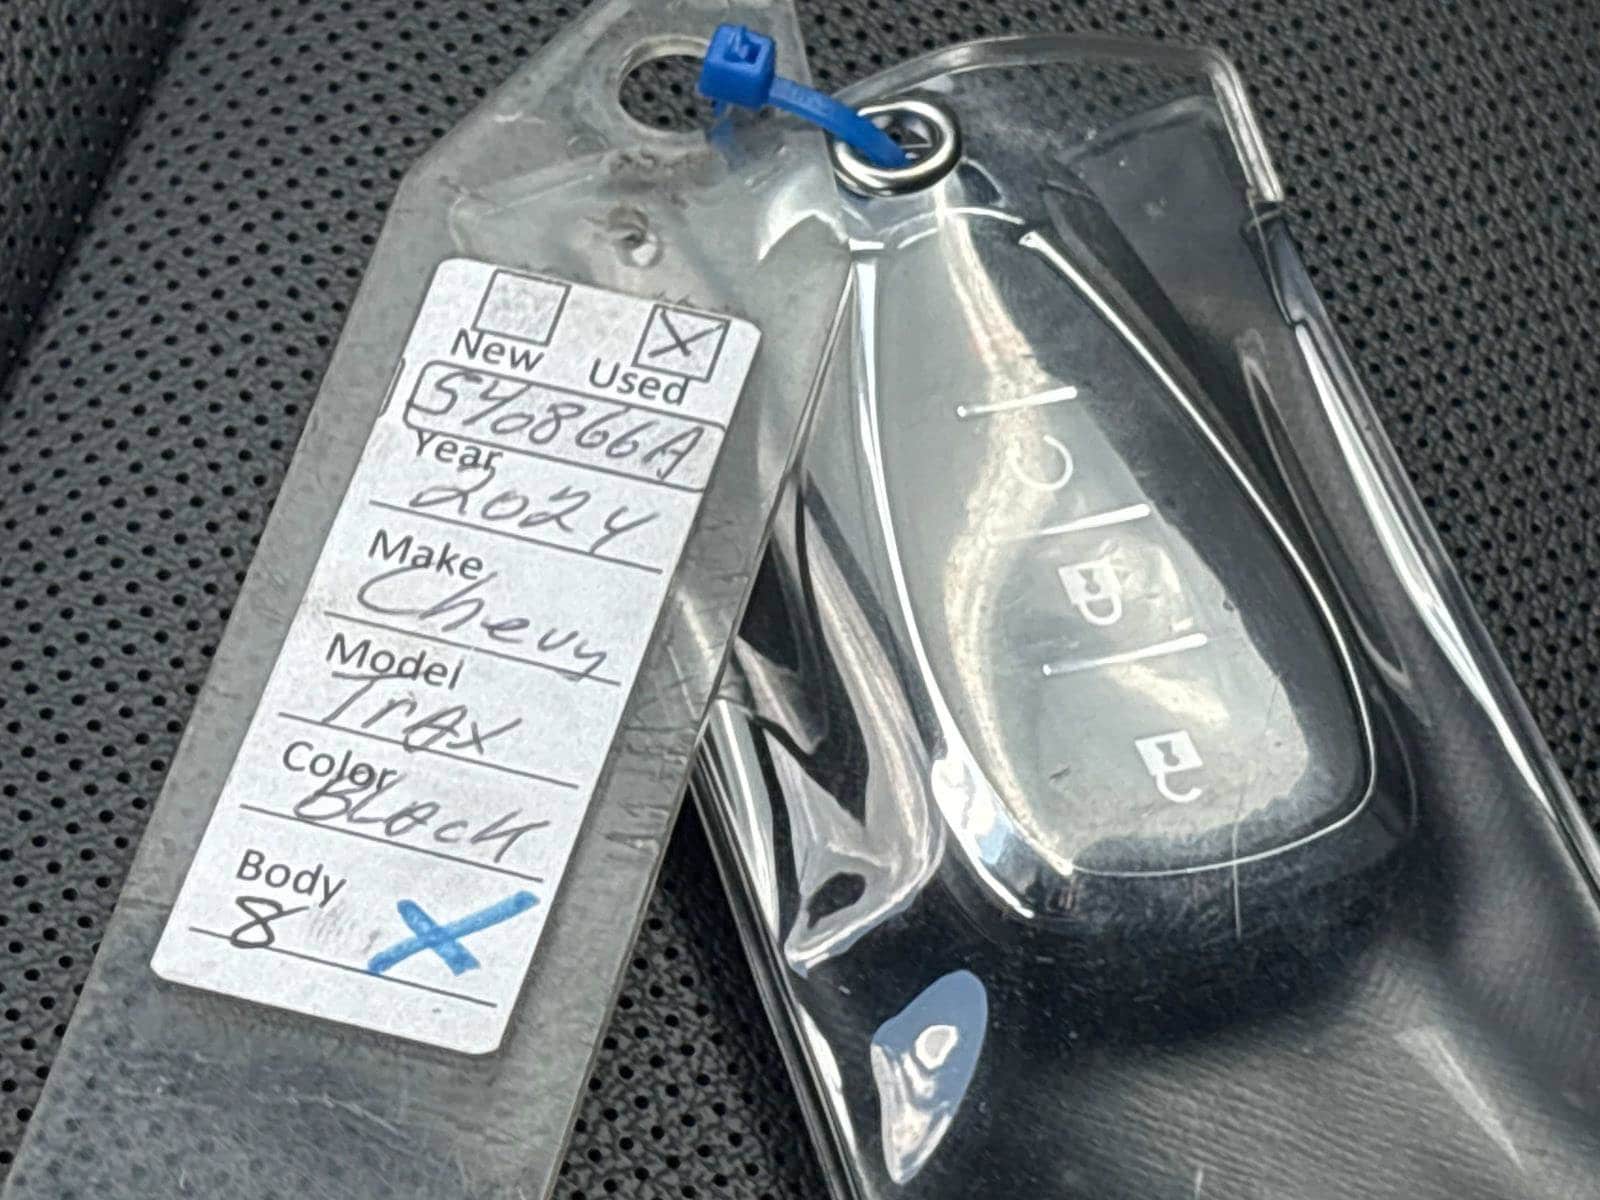 New Used
540866A
Year
2024
Make
Chevy
Model
Trax
Color
Black
Body
8